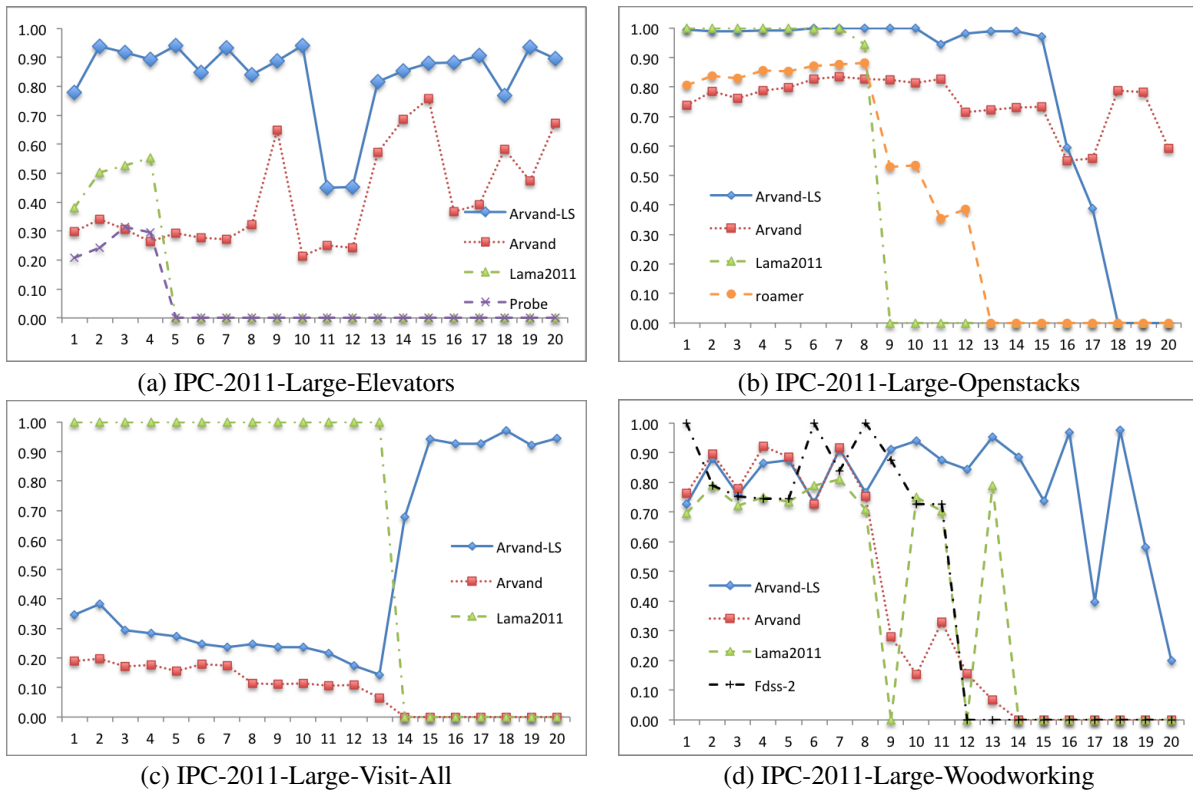 1.00
0.90
0.80
0.70
0.60
0.50
0.40
0.30
0.20
0.10
0.00
1 2 3 4 5 6 7 8 9 10 11 12 13 14 15 16 17 18 19 20
Arvand-LS
Arvand
Lama2011
Probe
(a) IPC-2011-Large-Elevators
1.00
0.90
0.80
0.70
0.60
0.50
0.40
0.30
0.20
0.10
0.00
1 2 3 4 5 6 7 8 9 10 11 12 13 14 15 16 17 18 19 20
Arvand-LS
Arvand
Lama2011
roamer
(b) IPC-2011-Large-Openstacks
1.00
0.90
0.80
0.70
0.60
0.50
0.40
0.30
0.20
0.10
0.00
1 2 3 4 5 6 7 8 9 10 11 12 13 14 15 16 17 18 19 20
Arvand-LS
Arvand
Lama2011
(c) IPC-2011-Large-Visit-All
1.00
0.90
0.80
0.70
0.60
0.50
0.40
0.30
0.20
0.10
0.00
1 2 3 4 5 6 7 8 9 10 11 12 13 14 15 16 17 18 19 20
Arvand-LS
Arvand
Lama2011
Fdss-2
(d) IPC-2011-Large-Woodworking